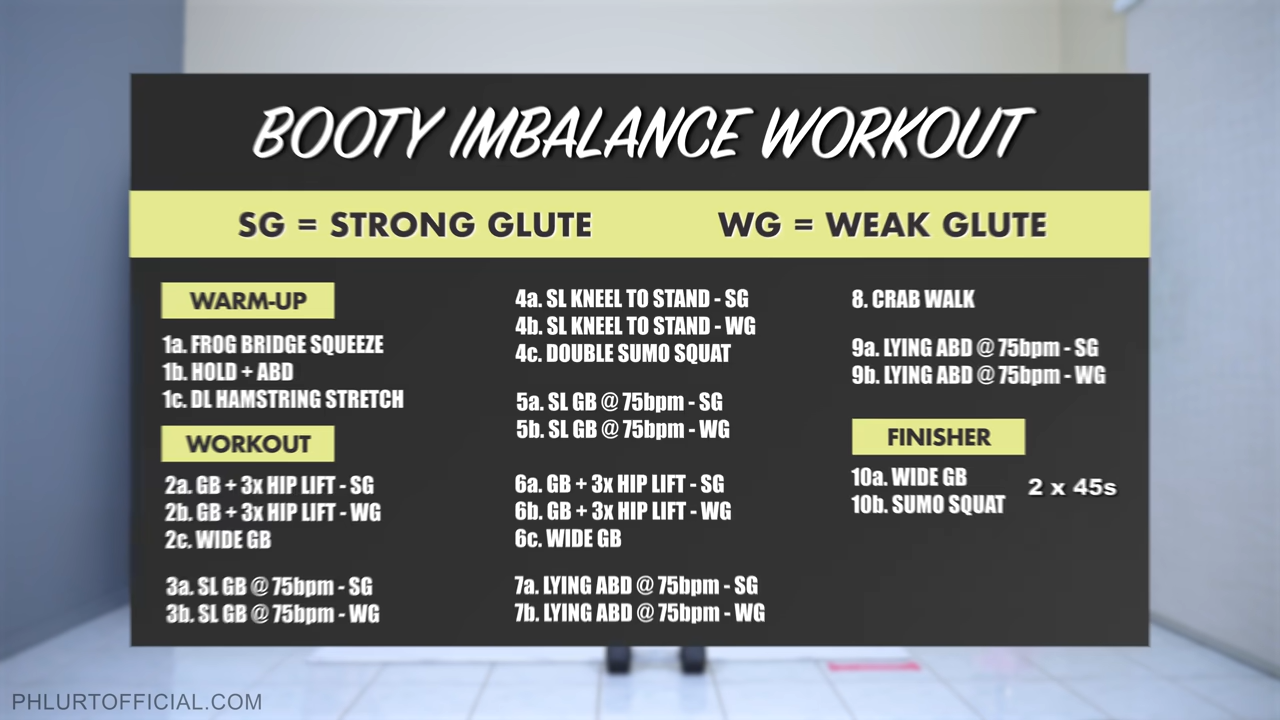 BOOTY IMBALANCE WORKOUT
SG = STRONG GLUTE
WG = WEAK GLUTE
WARM-UP
1a. FROG BRIDGE SQUEEZE
1b. HOLD + ABD
1c. DL HAMSTRING STRETCH
WORKOUT
2a. GB + 3x HIP LIFT - SG
2b. GB + 3x HIP LIFT - WG
2c. WIDE GB
3a. SL GB @ 75bpm - SG
3b. SL GB @ 75bpm - WG
4a. SL KNEEL TO STAND - SG
4b. SL KNEEL TO STAND - WG
4c. DOUBLE SUMO SQUAT
5a. SL GB @ 75bpm - SG
5b. SL GB @ 75bpm - WG
6a. GB + 3x HIP LIFT - SG
6b. GB + 3x HIP LIFT - WG
6c. WIDE GB
7a. LYING ABD @ 75bpm - SG
7b. LYING ABD @ 75bpm - WG
8. CRAB WALK
9a. LYING ABD @ 75bpm - SG
9b. LYING ABD @ 75bpm - WG
FINISHER
10a. WIDE GB
10b. SUMO SQUAT
2 x 45s
PHLURTOFFICIAL.COM